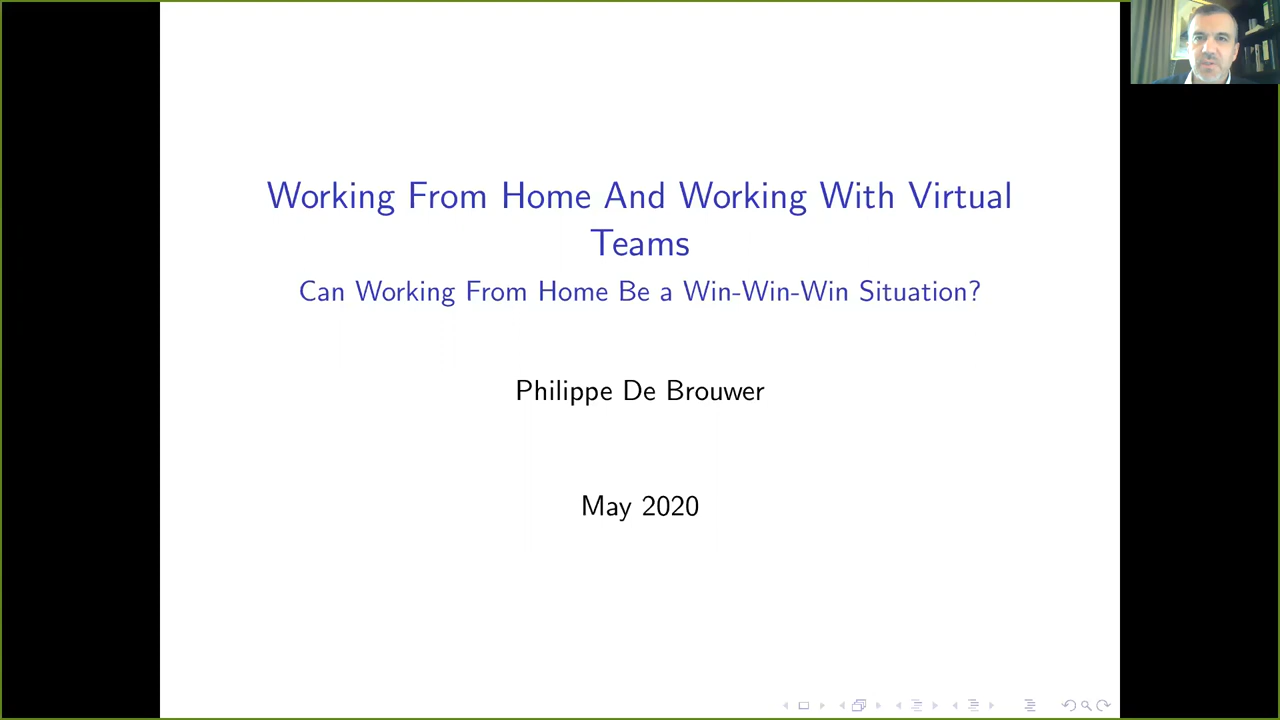 Working From Home And Working With Virtual
Teams
Can Working From Home Be a Win-Win-Win Situation?
Philippe De Brouwer
May 2020